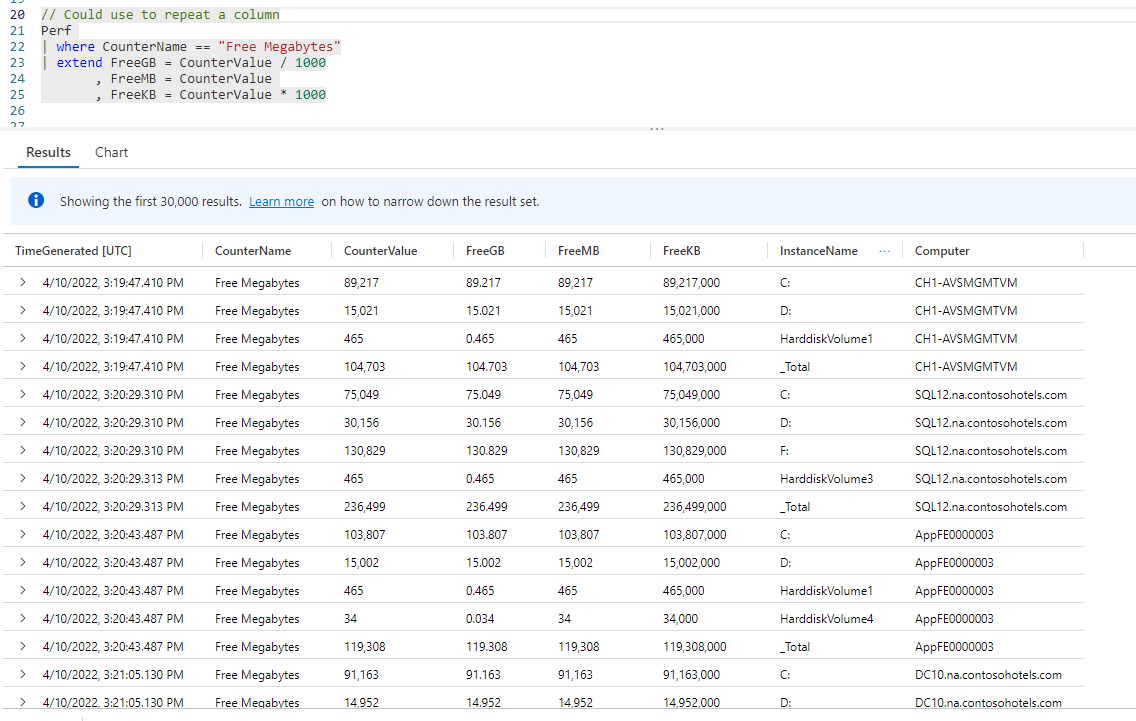 20 // Could use to repeat a column
21 Perf
22 | where CounterName == "Free Megabytes"
23 | extend FreeGB = CounterValue / 1000
24 , FreeMB = CounterValue
25 , FreeKB = CounterValue * 1000
26
27
...
Results Chart
Showing the first 30,000 results. Learn more on how to narrow down the result set.
TimeGenerated [UTC] CounterName CounterValue FreeGB FreeMB FreeKB InstanceName ... Computer
> 4/10/2022, 3:19:47.410 PM Free Megabytes 89,217 89.217 89,217 89,217,000 C: CH1-AVSMGMTVM
> 4/10/2022, 3:19:47.410 PM Free Megabytes 15,021 15.021 15,021 15,021,000 D: CH1-AVSMGMTVM
> 4/10/2022, 3:19:47.410 PM Free Megabytes 465 0.465 465 465,000 HarddiskVolume1 CH1-AVSMGMTVM
> 4/10/2022, 3:19:47.410 PM Free Megabytes 104,703 104.703 104,703 104,703,000 _Total CH1-AVSMGMTVM
> 4/10/2022, 3:20:29.310 PM Free Megabytes 75,049 75.049 75,049 75,049,000 C: SQL12.na.contosohotels.com
> 4/10/2022, 3:20:29.310 PM Free Megabytes 30,156 30.156 30,156 30,156,000 D: SQL12.na.contosohotels.com
> 4/10/2022, 3:20:29.310 PM Free Megabytes 130,829 130.829 130,829 130,829,000 F: SQL12.na.contosohotels.com
> 4/10/2022, 3:20:29.313 PM Free Megabytes 465 0.465 465 465,000 HarddiskVolume3 SQL12.na.contosohotels.com
> 4/10/2022, 3:20:29.313 PM Free Megabytes 236,499 236.499 236,499 236,499,000 _Total SQL12.na.contosohotels.com
> 4/10/2022, 3:20:43.487 PM Free Megabytes 103,807 103.807 103,807 103,807,000 C: AppFE0000003
> 4/10/2022, 3:20:43.487 PM Free Megabytes 15,002 15.002 15,002 15,002,000 D: AppFE0000003
> 4/10/2022, 3:20:43.487 PM Free Megabytes 465 0.465 465 465,000 HarddiskVolume1 AppFE0000003
> 4/10/2022, 3:20:43.487 PM Free Megabytes 34 0.034 34 34,000 HarddiskVolume4 AppFE0000003
> 4/10/2022, 3:20:43.487 PM Free Megabytes 119,308 119.308 119,308 119,308,000 _Total AppFE0000003
> 4/10/2022, 3:21:05.130 PM Free Megabytes 91,163 91.163 91,163 91,163,000 C: DC10.na.contosohotels.com
> 4/10/2022, 3:21:05.130 PM Free Megabytes 14,952 14.952 14,952 14,952,000 D: DC10.na.contosohotels.com